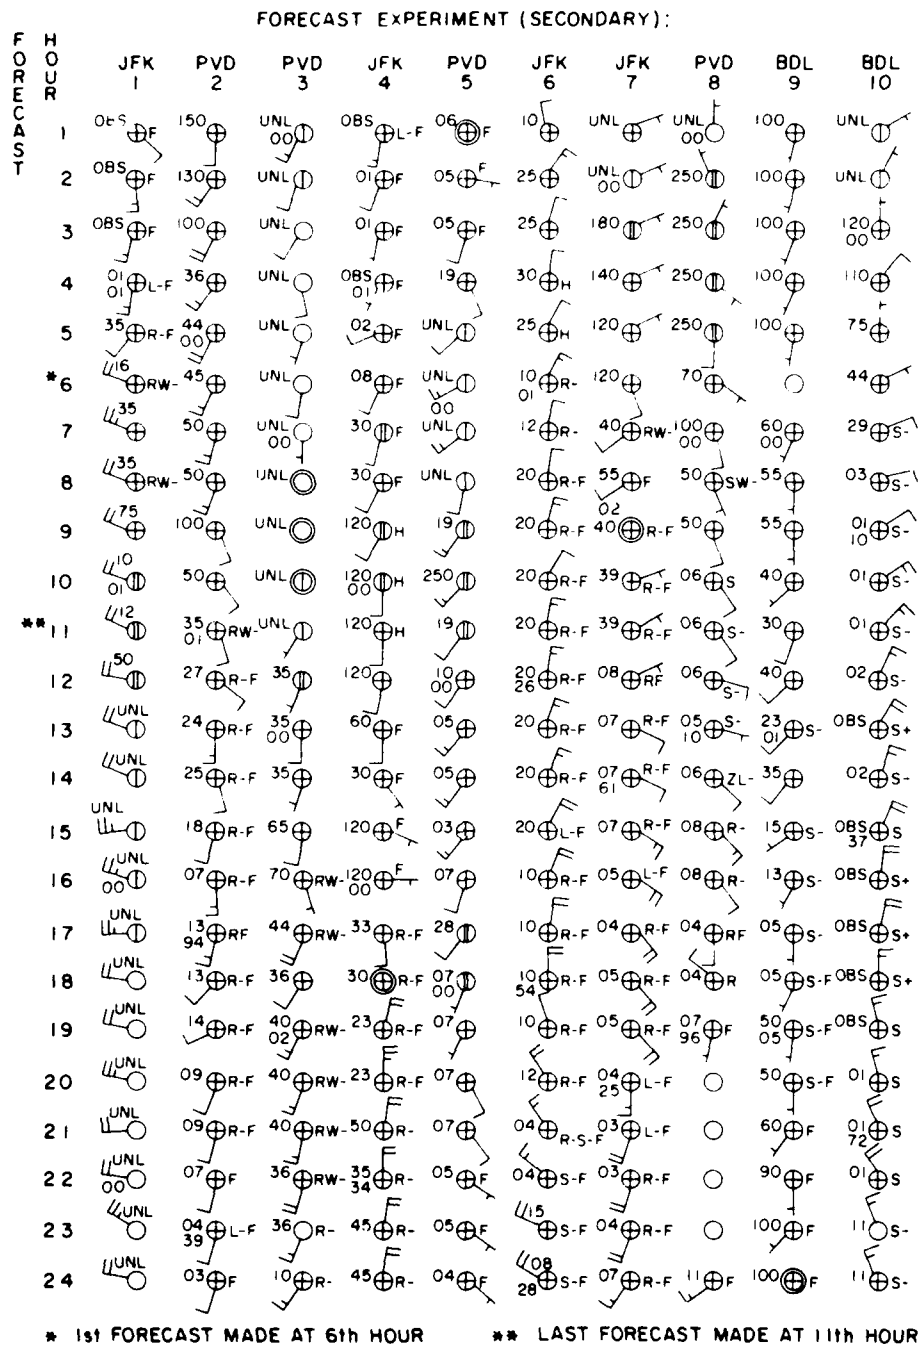 FORECAST EXPERIMENT (SECONDARY):
FORECAST HOUR JFK 1 PVD 2 PVD 3 JFK 4 PVD 5 JFK 6 JFK 7 PVD 8 BDL 9 BDL 10
1 F 150 UNL 00 OBS L-F 06 F 10 UNL UNL 00 100 UNL
2 OBS F 130 UNL 01 F 05 F 25 UNL 00 250 100 UNL
3 OBS F 100 UNL 01 F 05 F 25 180 250 100 120 00
4 01 01 L-F 36 UNL OBS 01 F 19 30 H 140 250 100 110
5 35 R-F 44 00 UNL 02 F UNL 25 H 120 250 100 75
*6 16 RW- 45 UNL 08 F UNL 00 10 01 R- 120 70 44
7 35 50 UNL 00 30 F UNL 12 R- 40 RW- 100 00 60 00 29 S-
8 35 RW- 50 UNL 30 F UNL 20 R-F 55 F 50 SW- 55 03 S-
9 75 100 UNL 120 H 19 20 R-F 02 40 R-F 50 55 01 10 S-
10 10 01 50 UNL 120 00 H 250 20 R-F 39 R-F 06 S 40 01 S-
**11 12 35 01 RW- UNL 120 H 19 20 R-F 39 R-F 06 S- 30 01 S-
12 50 27 R-F 35 120 10 00 20 26 R-F 08 RF 06 S- 40 02 S-
13 UNL 24 R-F 35 00 60 F 05 20 R-F 07 R-F 05 10 S- 23 01 S- OBS S+
14 UNL 25 R-F 35 30 F 05 20 R-F 07 61 R-F 06 ZL- 35 02 S-
15 UNL 18 R-F 65 120 F 03 20 L-F 07 R-F 08 R- 15 S- OBS 37 S
16 UNL 00 07 R-F 70 RW- 120 00 F 07 10 R-F 05 L-F 08 R- 13 S- OBS S+
17 UNL 13 94 RF 44 RW- 33 R-F 28 10 R-F 04 R-F 04 RF 05 S- OBS S+
18 UNL 13 R-F 36 30 R-F 07 00 10 54 R-F 05 R-F 04 R 05 S-F OBS S+
19 UNL 14 R-F 40 02 RW- 23 R-F 07 10 R-F 05 R-F 07 96 F 50 05 S-F OBS S
20 UNL 09 R-F 40 RW- 23 R-F 07 12 R-F 04 25 L-F 50 S-F 01 S
21 UNL 09 R-F 40 RW- 50 R- 07 04 R-S-F 03 L-F 60 F 01 72 S
22 UNL 00 07 F 36 RW- 35 34 R- 05 F 04 S-F 03 R-F 90 F 01 S
23 UNL 04 39 L-F 36 R- 45 R- 05 F 15 S-F 04 R-F 100 F 11 S-
24 UNL 03 F 10 R- 45 R- 04 F 08 28 S-F 07 R-F 11 F 100 F 11 S-
* 1st FORECAST MADE AT 6th HOUR ** LAST FORECAST MADE AT 11th HOUR